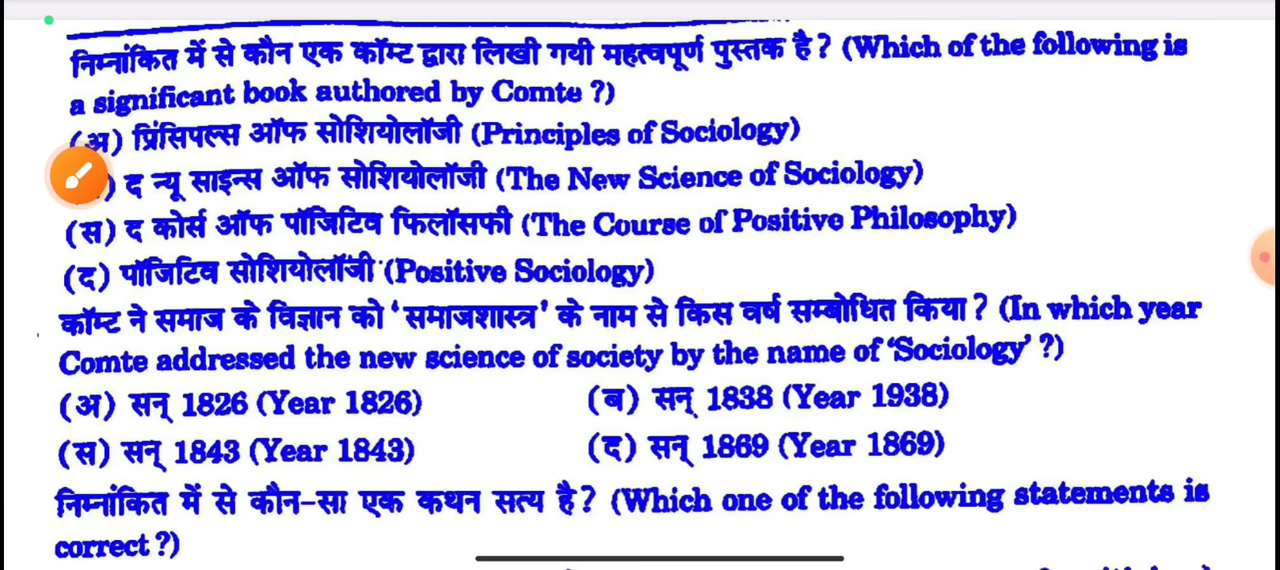 निम्नांकित में से कौन एक कॉम्ट द्वारा लिखी गयी महत्वपूर्ण पुस्तक है? (Which of the following is
a significant book authored by Comte ?)
(अ) प्रिंसिपल्स ऑफ सोशियोलॉजी (Principles of Sociology)
) द न्यू साइन्स ऑफ सोशियोलॉजी (The New Science of Sociology)
(स) द कोर्स ऑफ पॉजिटिव फिलॉसफी (The Course of Positive Philosophy)
(द) पॉजिटिव सोशियोलॉजी (Positive Sociology)
कॉम्ट ने समाज के विज्ञान को ‘समाजशास्त्र’ के नाम से किस वर्ष सम्बोधित किया? (In which year
Comte addressed the new science of society by the name of ‘Sociology’ ?)
(अ) सन् 1826 (Year 1826) (ब) सन् 1838 (Year 1938)
(स) सन् 1843 (Year 1843) (द) सन् 1869 (Year 1869)
निम्नांकित में से कौन-सा एक कथन सत्य है? (Which one of the following statements is
correct ?)